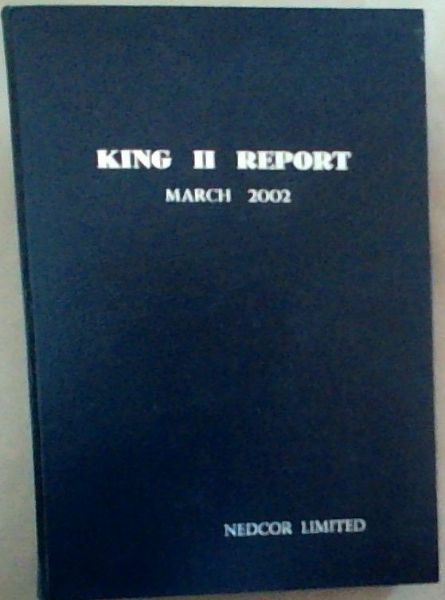 KING II REPORT
MARCH 2002
NEDCOR LIMITED